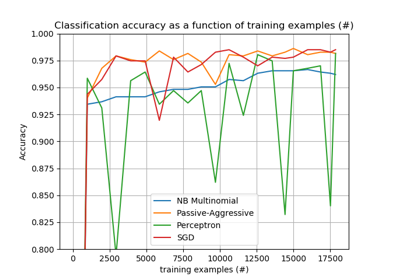 Classification accuracy as a function of training examples (#)
1.000
0.975
0.950
0.925
0.900
0.875
0.850
0.825
0.800
Accuracy
NB Multinomial
Passive-Aggressive
Perceptron
SGD
0 2500 5000 7500 10000 12500 15000 17500
training examples (#)